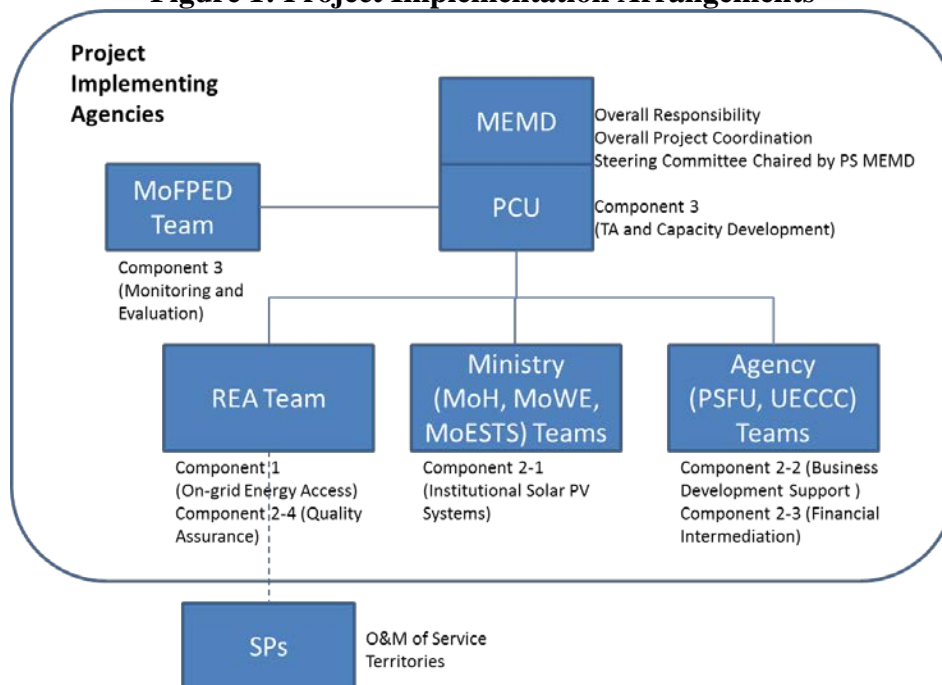 Figure 1: Project Implementation Arrangements
Project
Implementing
Agencies
MEMD
Overall Responsibility
Overall Project Coordination
Steering Committee Chaired by PS MEMD
MoFPED
Team
PCU
Component 3
(TA and Capacity Development)
Component 3
(Monitoring and
Evaluation)
REA Team
Ministry
(MoH, MoWE,
MoESTS) Teams
Agency
(PSFU, UECCC)
Teams
Component 1
(On-grid Energy Access)
Component 2-4 (Quality
Assurance)
Component 2-1
(Institutional Solar PV
Systems)
Component 2-2 (Business
Development Support )
Component 2-3 (Financial
Intermediation)
SPs
O&M of Service
Territories